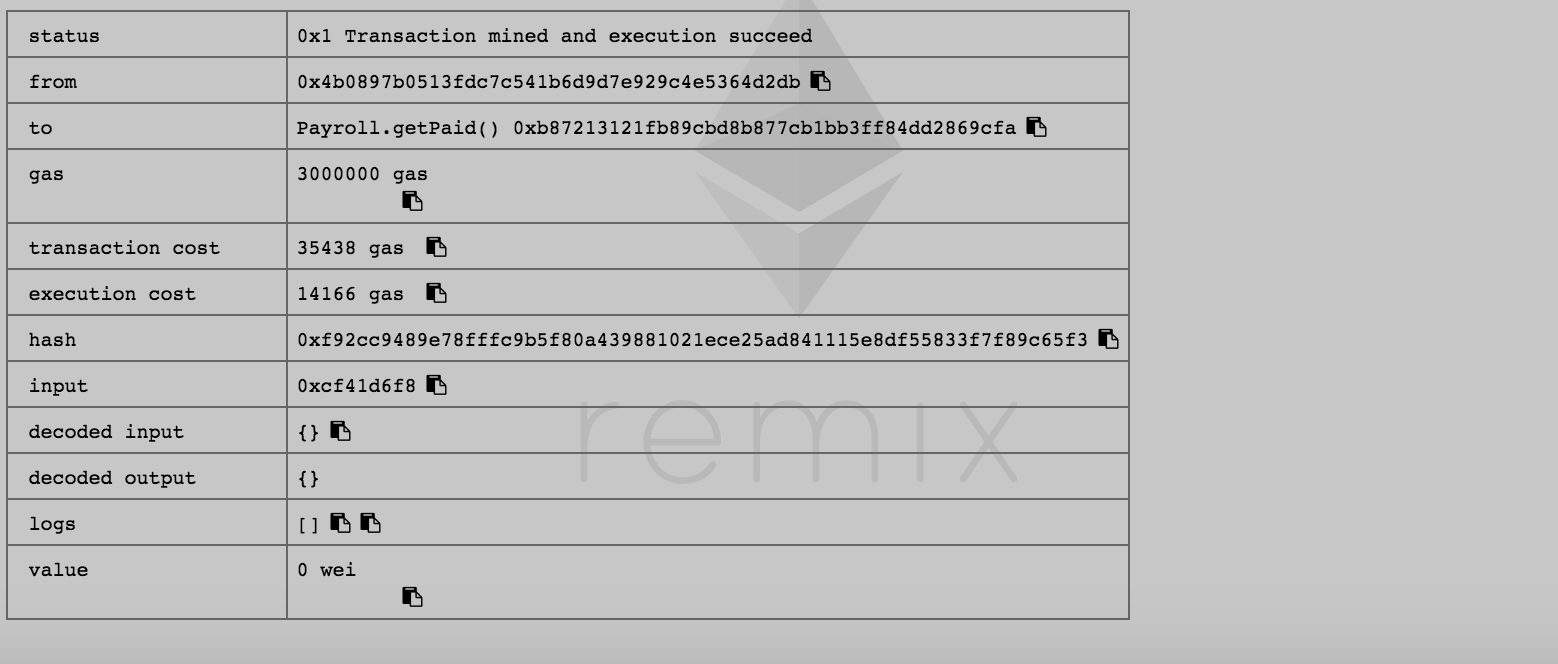 status 0x1 Transaction mined and execution succeed
from 0x4b0897b0513fdc7c541b6d9d7e929c4e5364d2db
to Payroll.getPaid() 0xb87213121fb89cbd8b877cb1bb3ff84dd2869cfa
gas 3000000 gas
transaction cost 35438 gas
execution cost 14166 gas
hash 0xf92cc9489e78fffc9b5f80a439881021ece25ad841115e8df55833f7f89c65f3
input 0xcf41d6f8
remix
decoded input {}
decoded output {}
logs []
value 0 wei